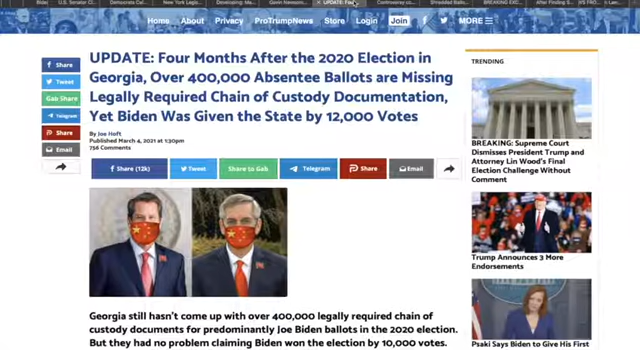 Home About Privacy ProTrumpNews Store Login Join MORE
UPDATE: Four Months After the 2020 Election in
Georgia, Over 400,000 Absentee Ballots are Missing
Legally Required Chain of Custody Documentation,
Yet Biden Was Given the State by 12,000 Votes
By Joe Hoft
Published March 4, 2021 at 1:30pm
756 Comments
Share
Tweet
Gab Share
Telegram
Share
Email
Share (12k) Tweet Share to Gab Telegram Share Email
Georgia still hasn't come up with over 400,000 legally required chain of
custody documents for predominantly Joe Biden ballots in the 2020 election.
But they had no problem claiming Biden won the election by 10,000 votes.
TRENDING
BREAKING: Supreme Court
Dismisses President Trump and
Attorney Lin Wood's Final
Election Challenge Without
Comment
Trump Announces 3 More
Endorsements
Psaki Says Biden to Give His First